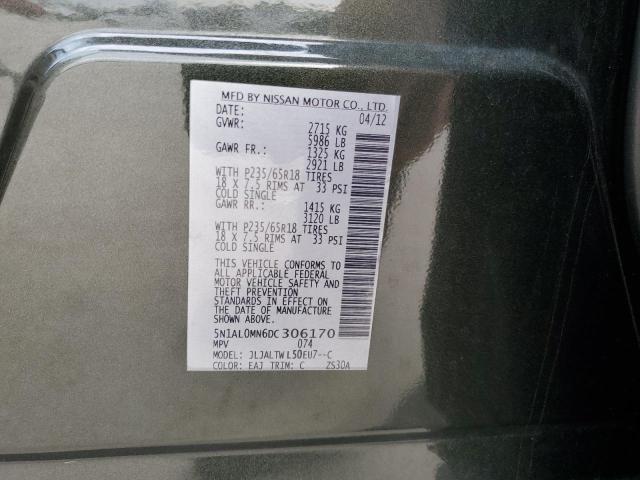 MFD BY NISSAN MOTOR CO., LTD.
DATE: 04/12
GVWR: 2715 KG
5986 LB
GAWR FR.: 1325 KG
2921 LB
WITH P235/65R18 TIRES
18 X 7.5 RIMS AT 33 PSI
COLD SINGLE
GAWR RR.: 1415 KG
3120 LB
WITH P235/65R18 TIRES
18 X 7.5 RIMS AT 33 PSI
COLD SINGLE
THIS VEHICLE CONFORMS TO
ALL APPLICABLE FEDERAL
MOTOR VEHICLE SAFETY AND
THEFT PREVENTION
STANDARDS IN EFFECT ON
THE DATE OF MANUFACTURE
SHOWN ABOVE.
5N1AL0MN6DC306170
MPV 074
MODEL: JLJALTWL50EU7--C
COLOR: EAJ TRIM: C ZS30A